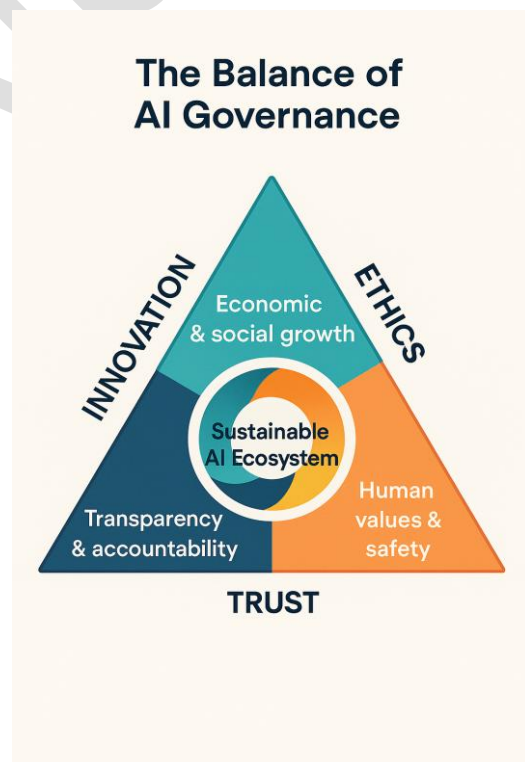 The Balance of
AI Governance
INNOVATION
ETHICS
Economic
& social growth
Sustainable
AI Ecosystem
Transparency
& accountability
Human
values &
safety
TRUST